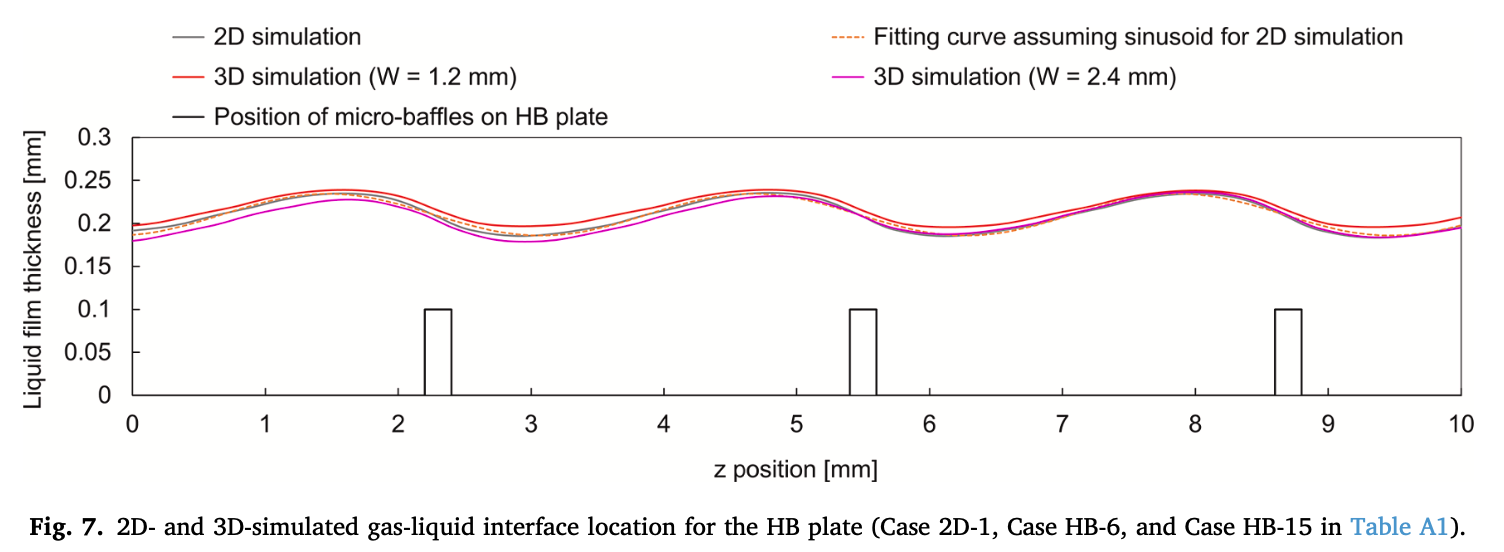 2D simulation
Fitting curve assuming sinusoid for 2D simulation
3D simulation (W = 1.2 mm)
3D simulation (W = 2.4 mm)
Position of micro-baffles on HB plate
Liquid film thickness [mm]
0.3
0.25
0.2
0.15
0.1
0.05
0
0 1 2 3 4 5 6 7 8 9 10
z position [mm]
Fig. 7. 2D- and 3D-simulated gas-liquid interface location for the HB plate (Case 2D-1, Case HB-6, and Case HB-15 in Table A1).